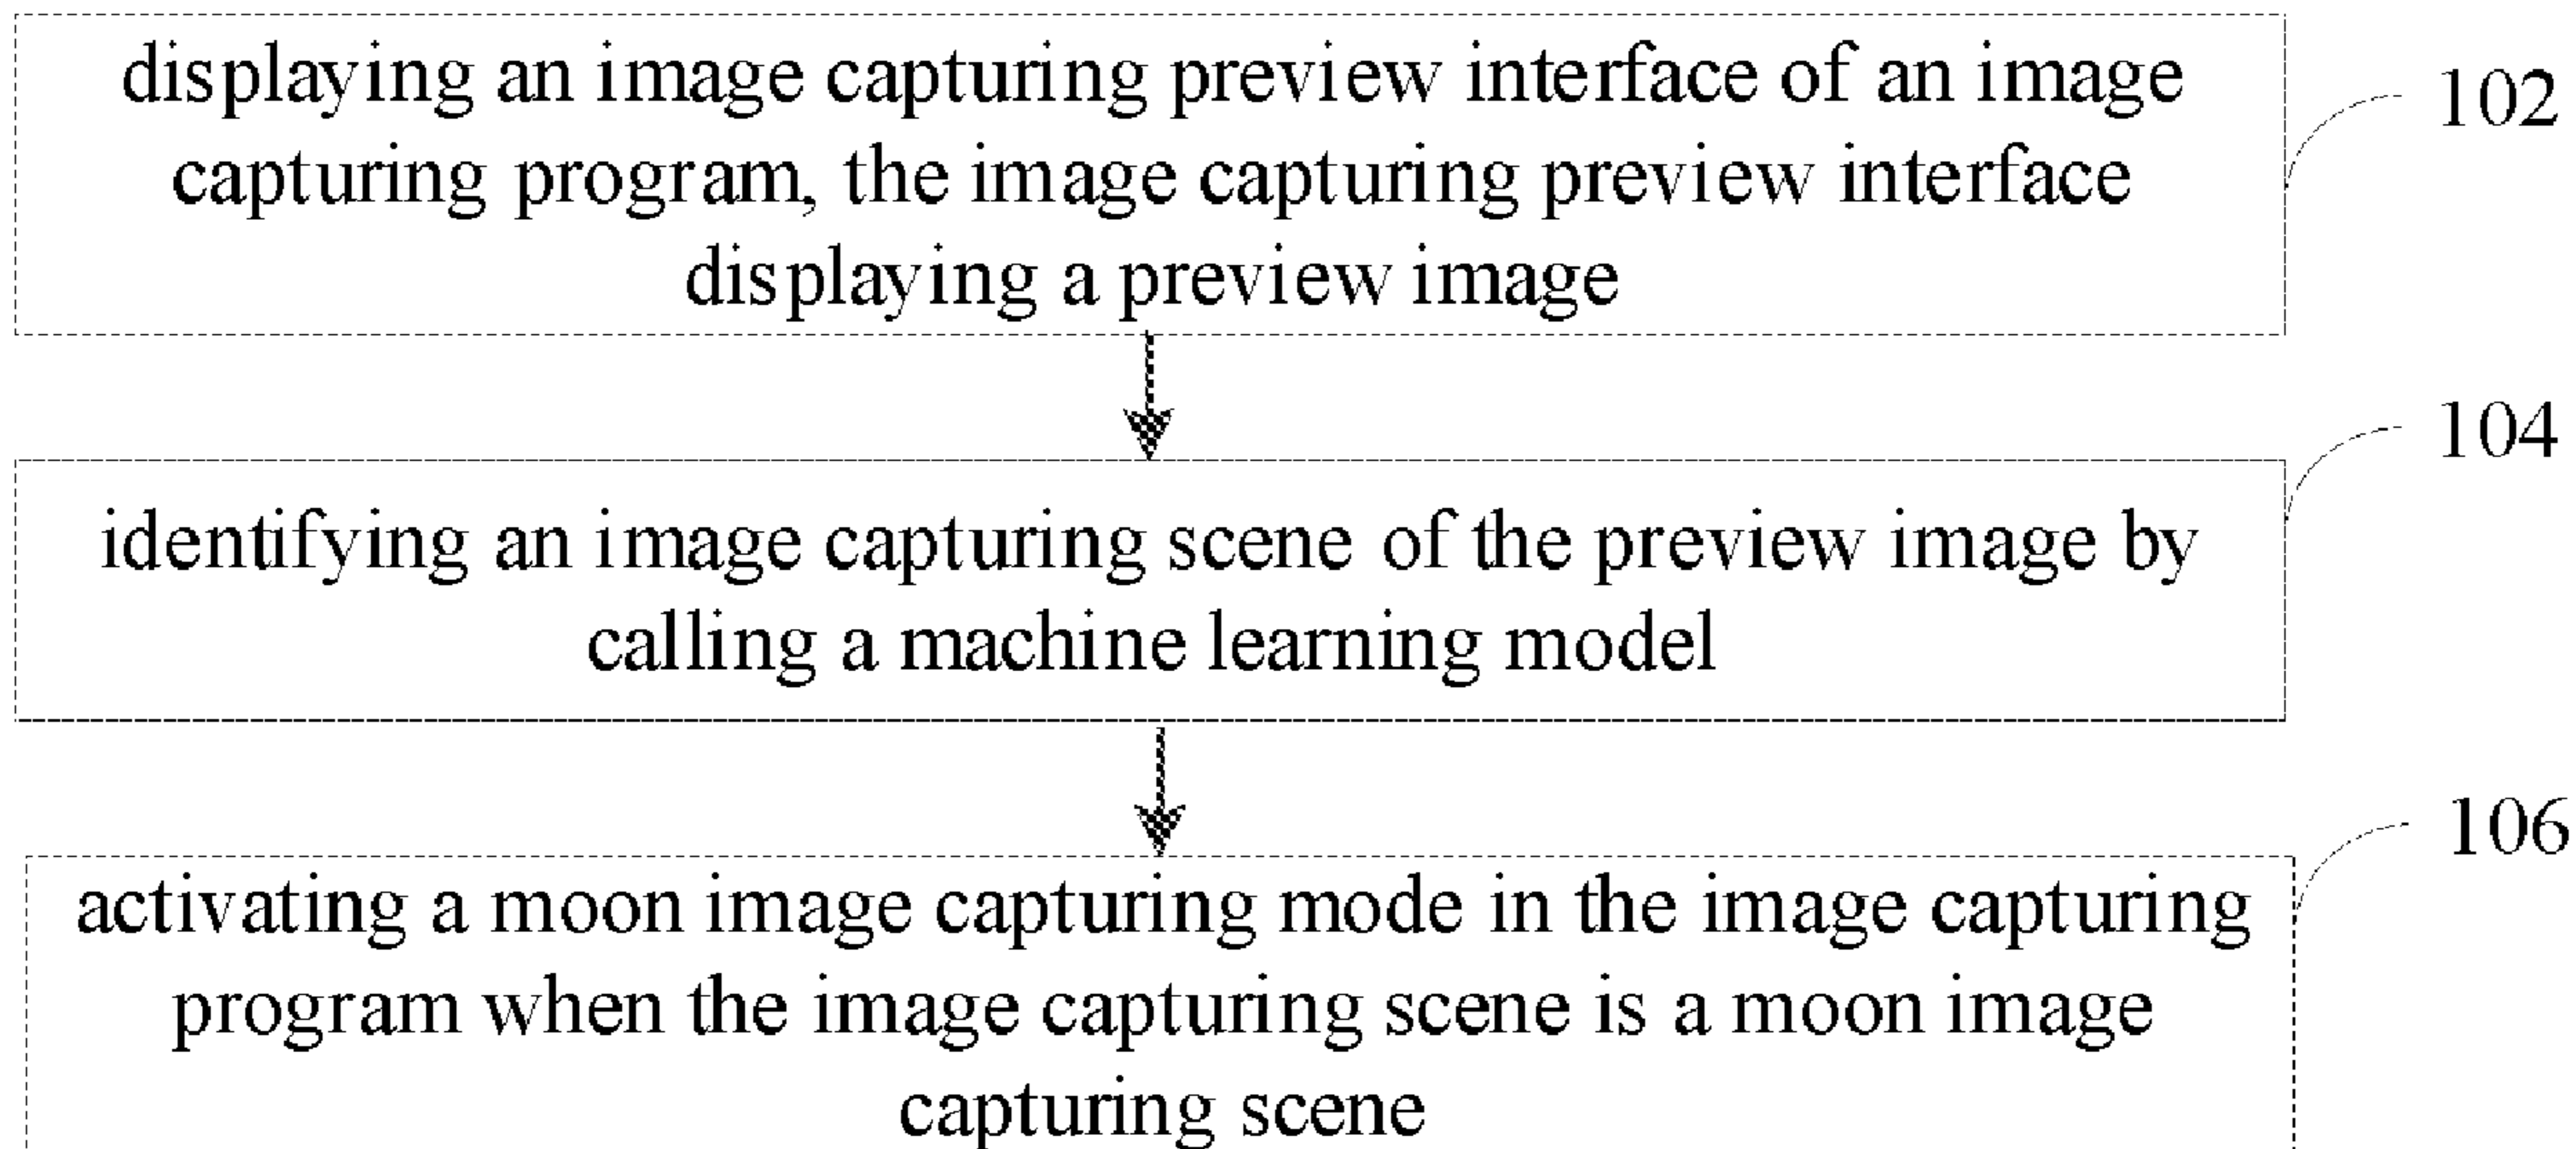 displaying an image capturing preview interface of an image
capturing program, the image capturing preview interface
displaying a preview image
102
identifying an image capturing scene of the preview image by
calling a machine learning model
104
activating a moon image capturing mode in the image capturing
program when the image capturing scene is a moon image
capturing scene
106